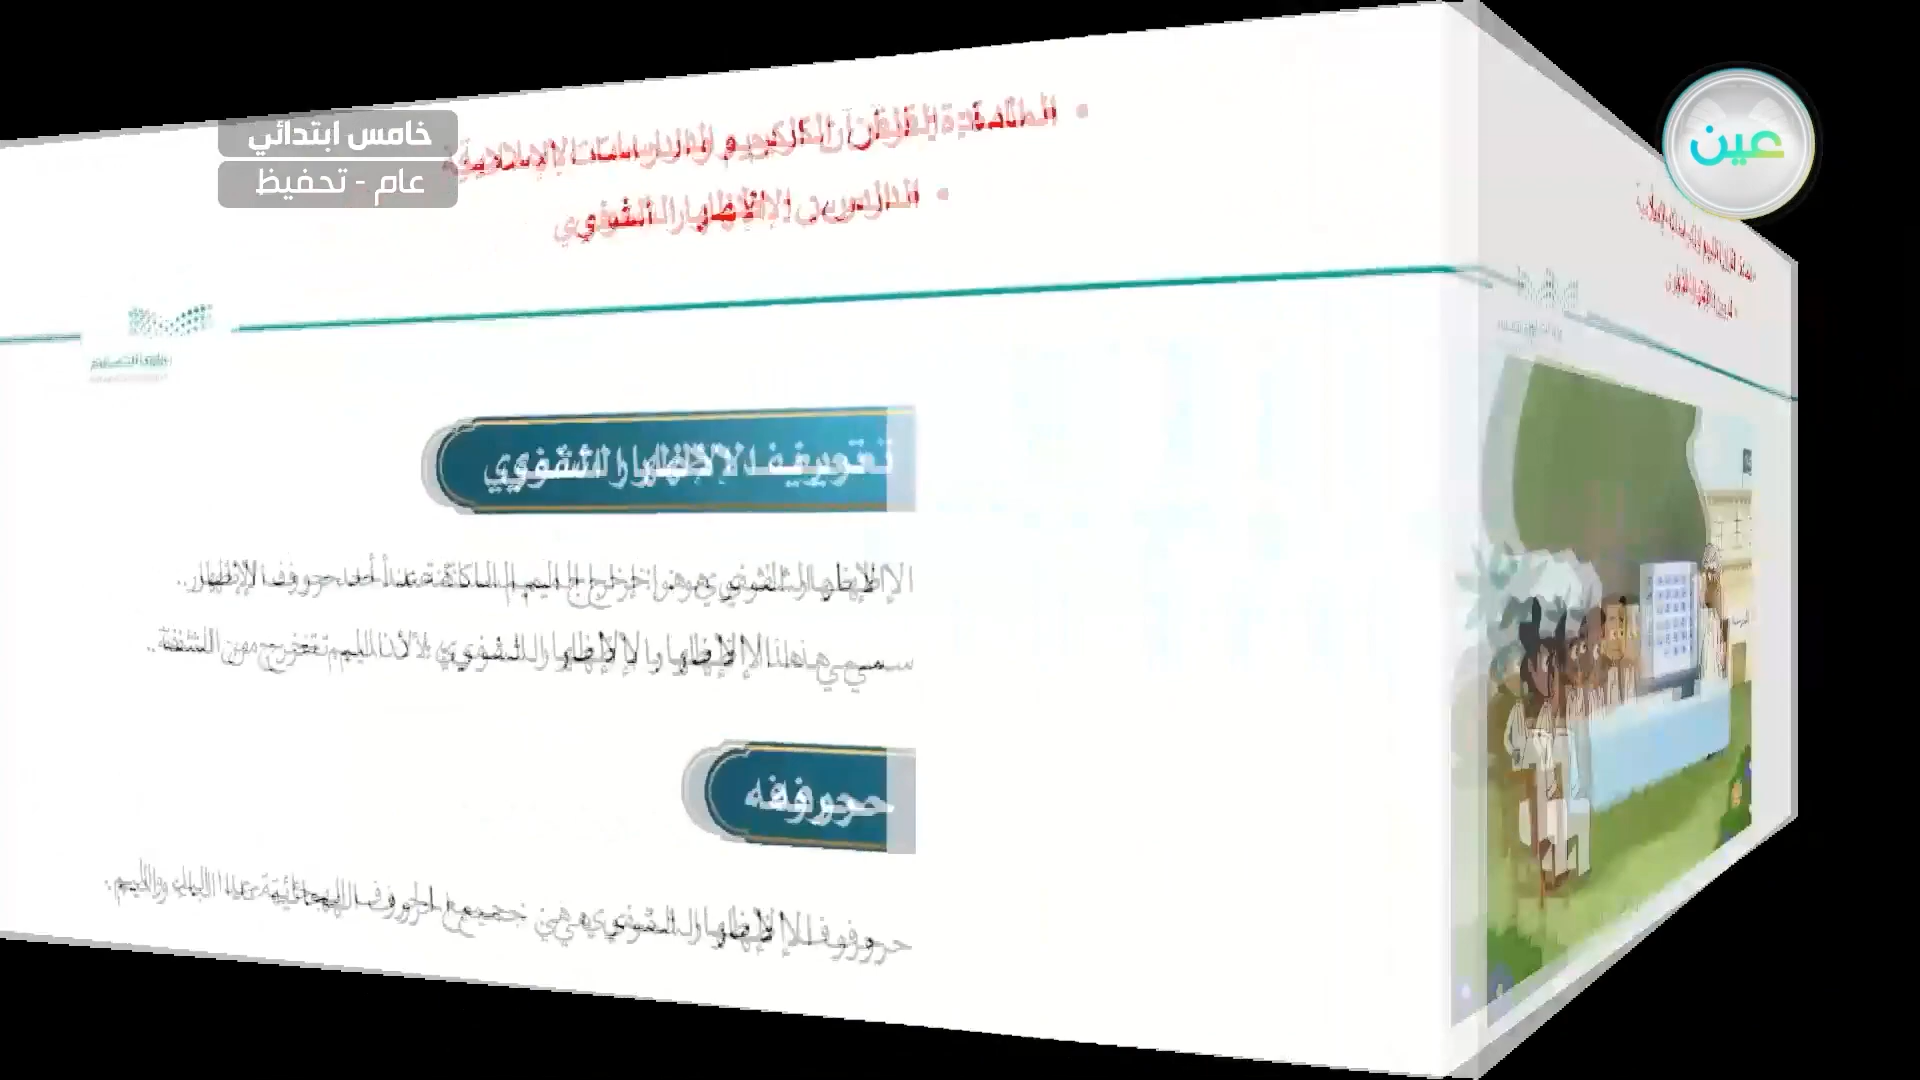 خامس ابتدائي
عام - تحفيظ
عين
المادة: القرآن الكريم والدراسات الإسلامية
الدرس: الإظهار الشفوي
وزارة التعليم
تعريف الإظهار الشفوي
الإظهار الشفوي هو إخراج الميم الساكنة عند أحد حروف الإظهار.
سمي هذا الإظهار بالإظهار الشفوي لأن الميم تخرج من الشفة.
حروفه
حروف الإظهار الشفوي هي جميع الحروف الهجائية عدا الباء والميم.